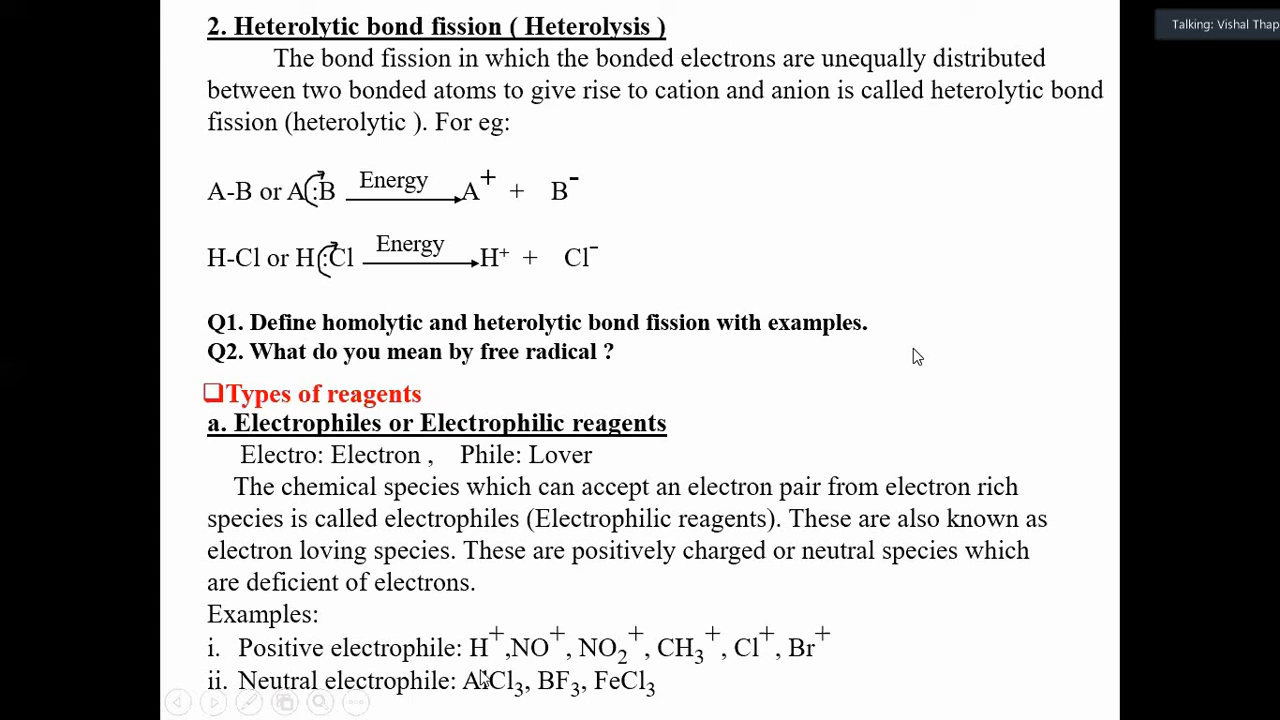 Talking: Vishal Thap
2. Heterolytic bond fission ( Heterolysis )
The bond fission in which the bonded electrons are unequally distributed
between two bonded atoms to give rise to cation and anion is called heterolytic bond
fission (heterolytic ). For eg:
A-B or A:B Energy A⁺ + B⁻
H-Cl or H:Cl Energy H⁺ + Cl⁻
Q1. Define homolytic and heterolytic bond fission with examples.
Q2. What do you mean by free radical ?
❑Types of reagents
a. Electrophiles or Electrophilic reagents
Electro: Electron , Phile: Lover
The chemical species which can accept an electron pair from electron rich
species is called electrophiles (Electrophilic reagents). These are also known as
electron loving species. These are positively charged or neutral species which
are deficient of electrons.
Examples:
i. Positive electrophile: H⁺,NO⁺, NO₂⁺, CH₃⁺, Cl⁺, Br⁺
ii. Neutral electrophile: AlCl₃, BF₃, FeCl₃